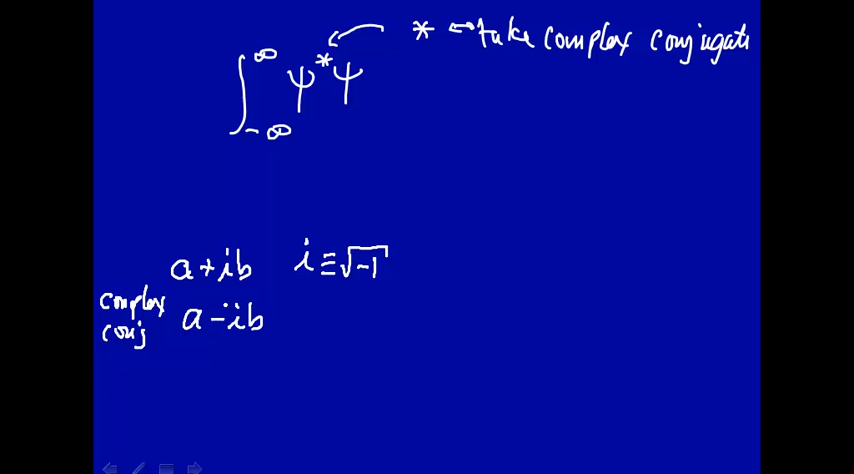 * ↔ take complex conjugate
∫_{-∞}^{∞} ψ*ψ
a+ib   i≡√-1
complex conj   a-ib